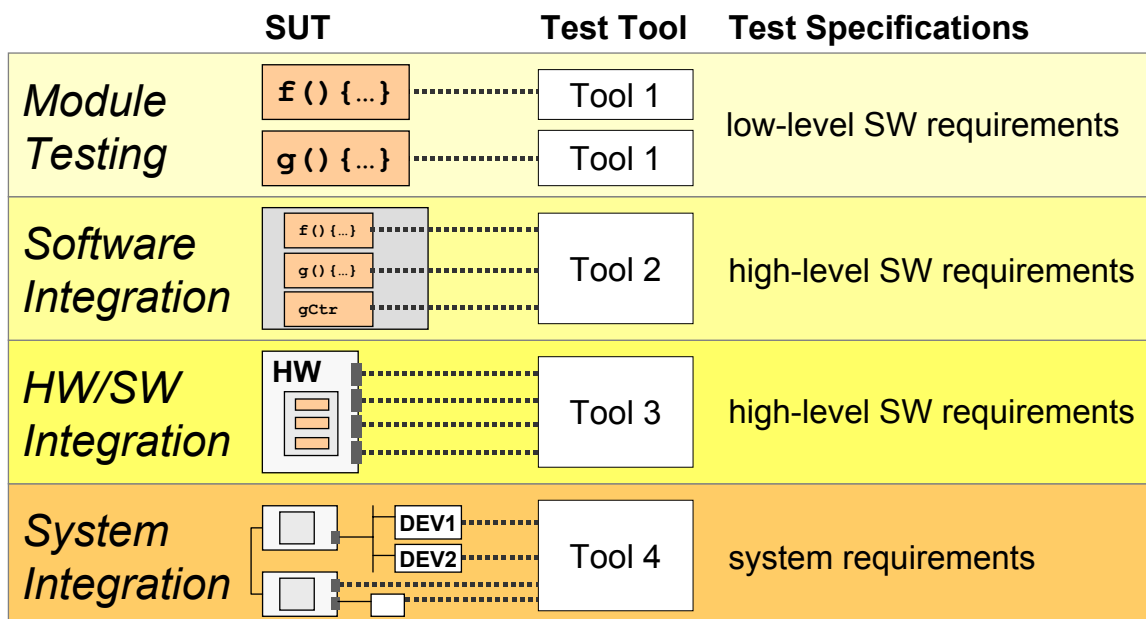 SUT Test Tool Test Specifications
Module
Testing
f(){…}
Tool 1
g(){…}
Tool 1
low-level SW requirements
Software
Integration
f(){…}
g(){…}
gCtr
Tool 2
high-level SW requirements
HW/SW
Integration
HW
Tool 3
high-level SW requirements
System
Integration
DEV1
DEV2
Tool 4
system requirements